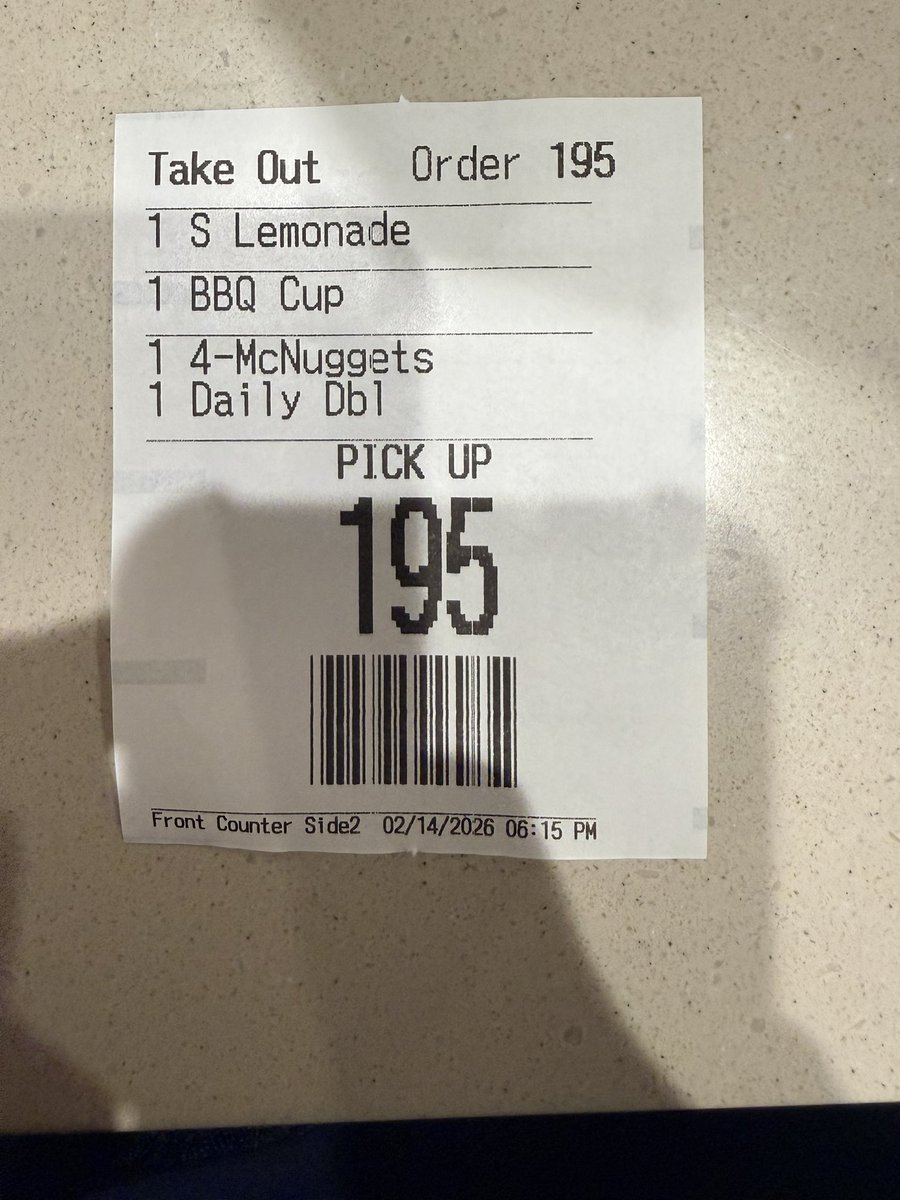 Take Out Order 195
1 S Lemonade
1 BBQ Cup
1 4-McNuggets
1 Daily Dbl
PICK UP
195
Front Counter Side2 02/14/2026 06:15 PM